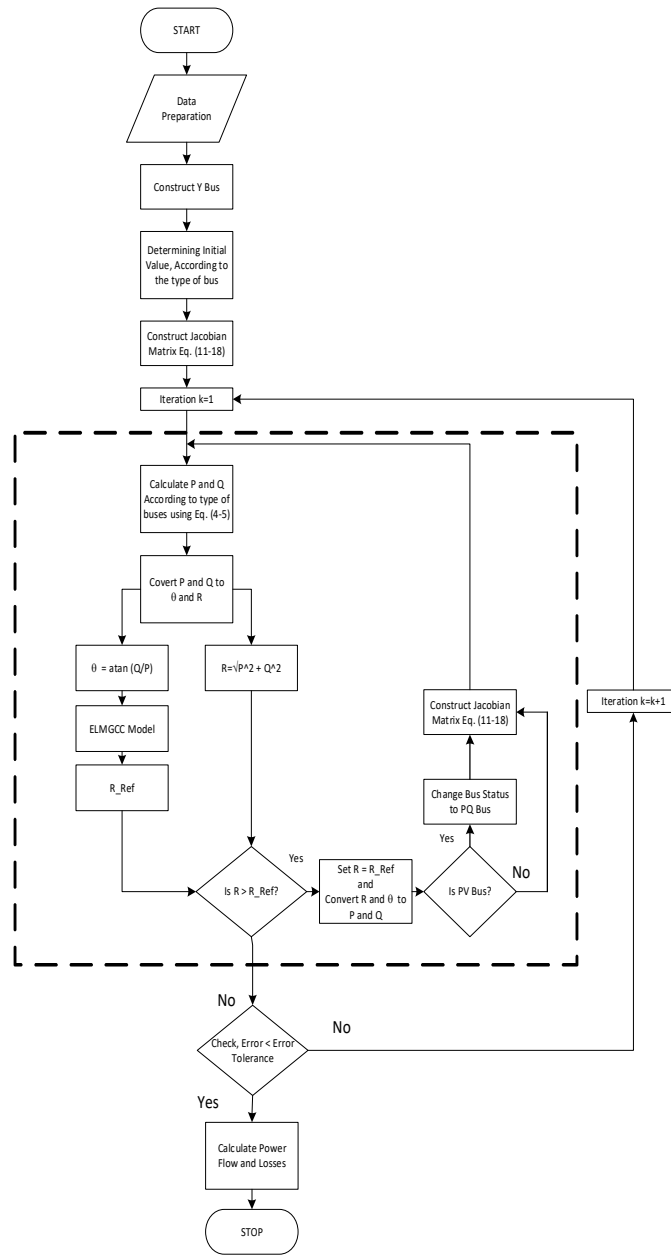 START
Data
Preparation
Construct Y Bus
Determining Initial
Value, According to
the type of bus
Construct Jacobian
Matrix Eq. (11-18)
Iteration k=1
Calculate P and Q
According to type of
buses using Eq. (4-5)
Covert P and Q to
θ and R
θ = atan (Q/P)
R=√P^2 + Q^2
ELMGCC Model
R_Ref
Construct Jacobian
Matrix Eq. (11-18)
Iteration k=k+1
Change Bus Status
to PQ Bus
Yes
Is R > R_Ref?
Yes
Set R = R_Ref
and
Convert R and θ to
P and Q
Is PV Bus?
No
No
Check, Error < Error
Tolerance
No
Yes
Calculate Power
Flow and Losses
STOP